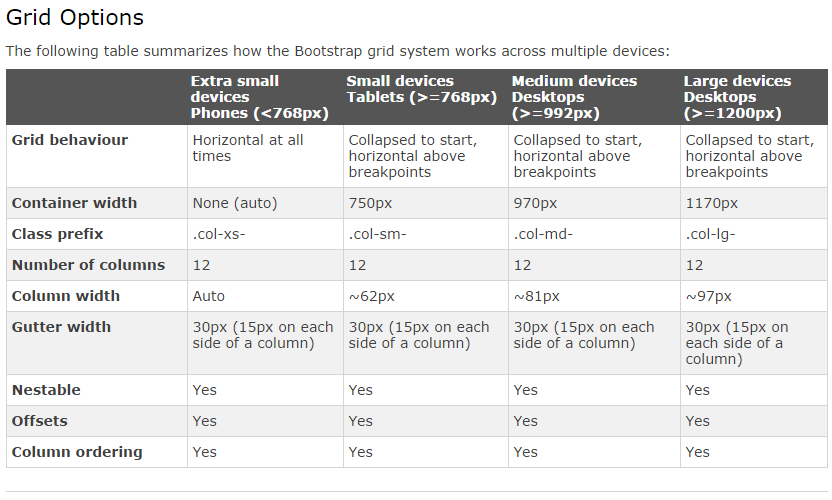 Grid Options
The following table summarizes how the Bootstrap grid system works across multiple devices:
Extra small devices Phones (<768px) Small devices Tablets (>=768px) Medium devices Desktops (>=992px) Large devices Desktops (>=1200px)
Grid behaviour Horizontal at all times Collapsed to start, horizontal above breakpoints Collapsed to start, horizontal above breakpoints Collapsed to start, horizontal above breakpoints
Container width None (auto) 750px 970px 1170px
Class prefix .col-xs- .col-sm- .col-md- .col-lg-
Number of columns 12 12 12 12
Column width Auto ~62px ~81px ~97px
Gutter width 30px (15px on each side of a column) 30px (15px on each side of a column) 30px (15px on each side of a column) 30px (15px on each side of a column)
Nestable Yes Yes Yes Yes
Offsets Yes Yes Yes Yes
Column ordering Yes Yes Yes Yes